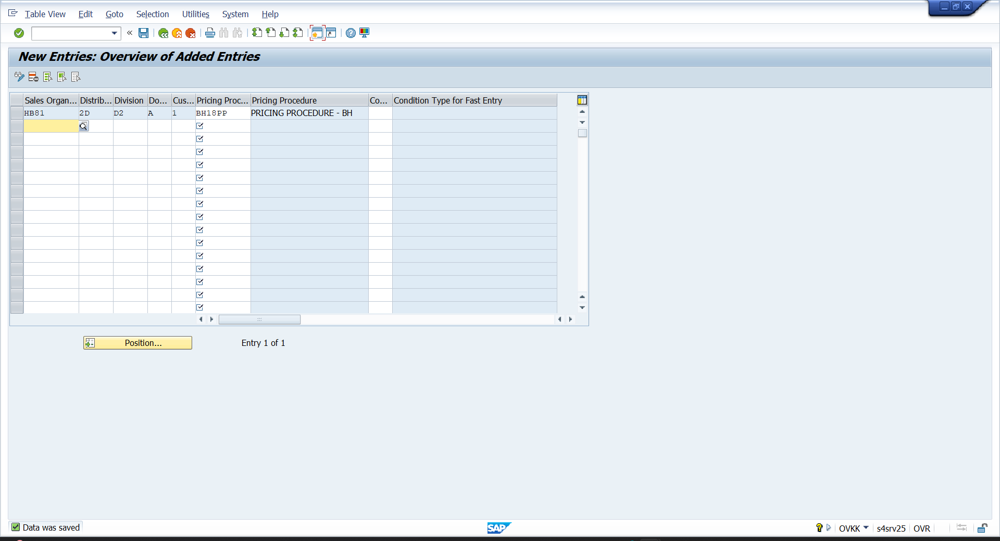 Table View Edit Goto Selection Utilities System Help
New Entries: Overview of Added Entries
Sales Organ... Distrib... Division Do... Cus... Pricing Proc... Pricing Procedure Co... Condition Type for Fast Entry
HB81 2D D2 A 1 BH18PP PRICING PROCEDURE - BH
Position... Entry 1 of 1
Data was saved SAP OVKK s4srv25 OVR